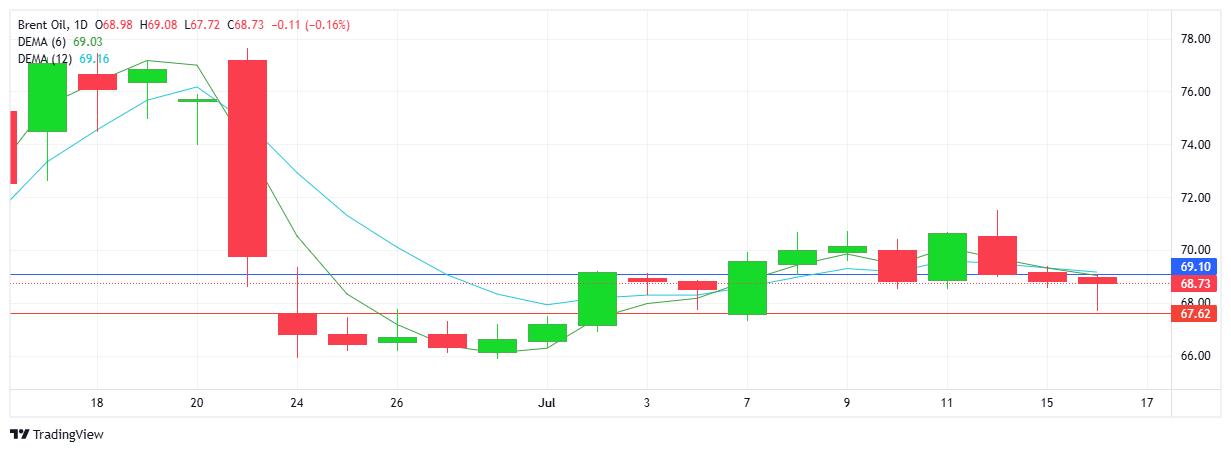 Brent Oil, 1D O68.98 H69.08 L67.72 C68.73 −0.11 (−0.16%)
DEMA (6) 69.03
DEMA (12) 69.16
78.00
76.00
74.00
72.00
70.00
69.10
68.73
68.00
67.62
66.00
18 20 24 26 Jul 3 7 9 11 15 17
TradingView